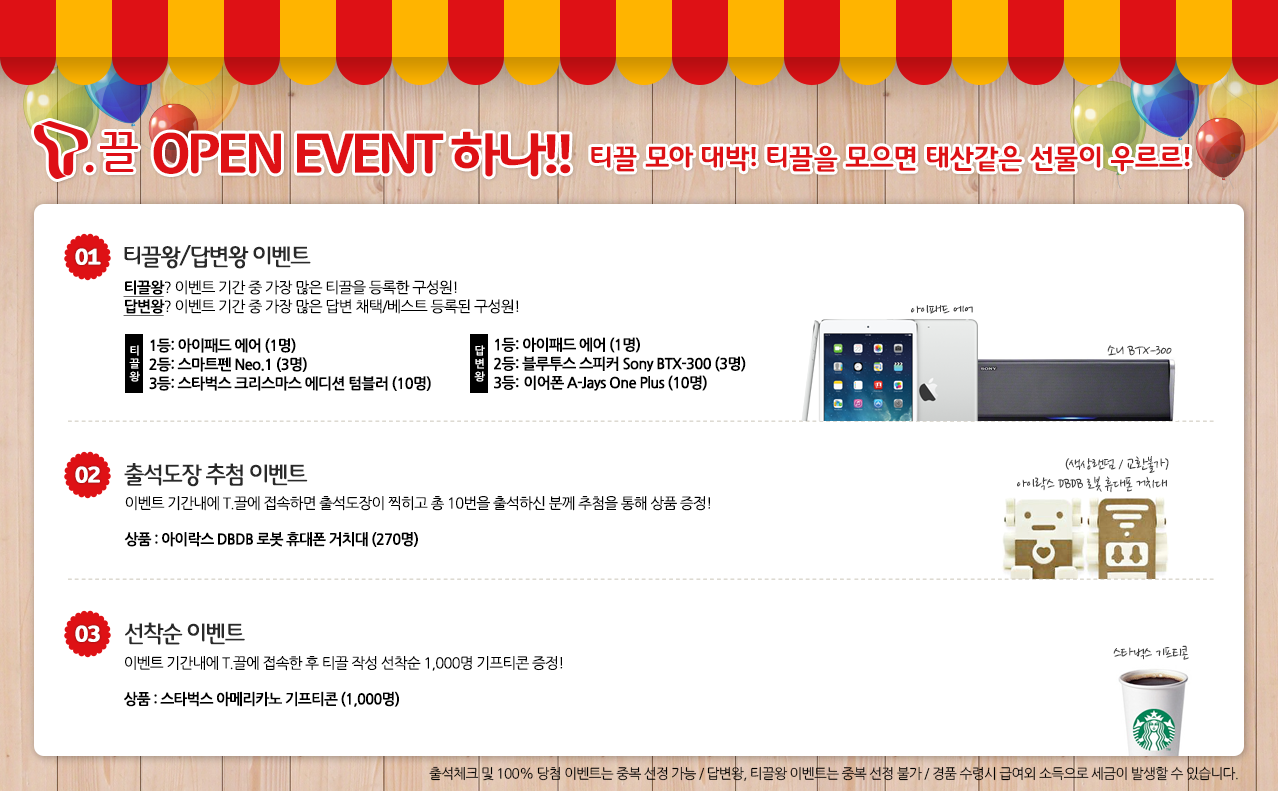 T.끌 OPEN EVENT 하나!! 티끌 모아 대박! 티끌을 모으면 태산같은 선물이 우르르!
01 티끌왕/답변왕 이벤트
티끌왕? 이벤트 기간 중 가장 많은 티끌을 등록한 구성원!
답변왕? 이벤트 기간 중 가장 많은 답변 채택/베스트 등록된 구성원!
티끌왕
1등: 아이패드 에어 (1명)
2등: 스마트펜 Neo.1 (3명)
3등: 스타벅스 크리스마스 에디션 텀블러 (10명)
답변왕
1등: 아이패드 에어 (1명)
2등: 블루투스 스피커 Sony BTX-300 (3명)
3등: 이어폰 A-Jays One Plus (10명)
아이패드 에어
소니 BTX-300
SONY
02 출석도장 추첨 이벤트
이벤트 기간내에 T.끌에 접속하면 출석도장이 찍히고 총 10번을 출석하신 분께 추첨을 통해 상품 증정!
상품 : 아이락스 DBDB 로봇 휴대폰 거치대 (270명)
(색상랜덤 / 교환불가)
아이락스 DBDB 로봇 휴대폰 거치대
03 선착순 이벤트
이벤트 기간내에 T.끌에 접속한 후 티끌 작성 선착순 1,000명 기프티콘 증정!
상품 : 스타벅스 아메리카노 기프티콘 (1,000명)
스타벅스 기프티콘
출석체크 및 100% 당첨 이벤트는 중복 선정 가능 / 답변왕, 티끌왕 이벤트는 중복 선정 불가 / 경품 수령시 급여외 소득으로 세금이 발생할 수 있습니다.